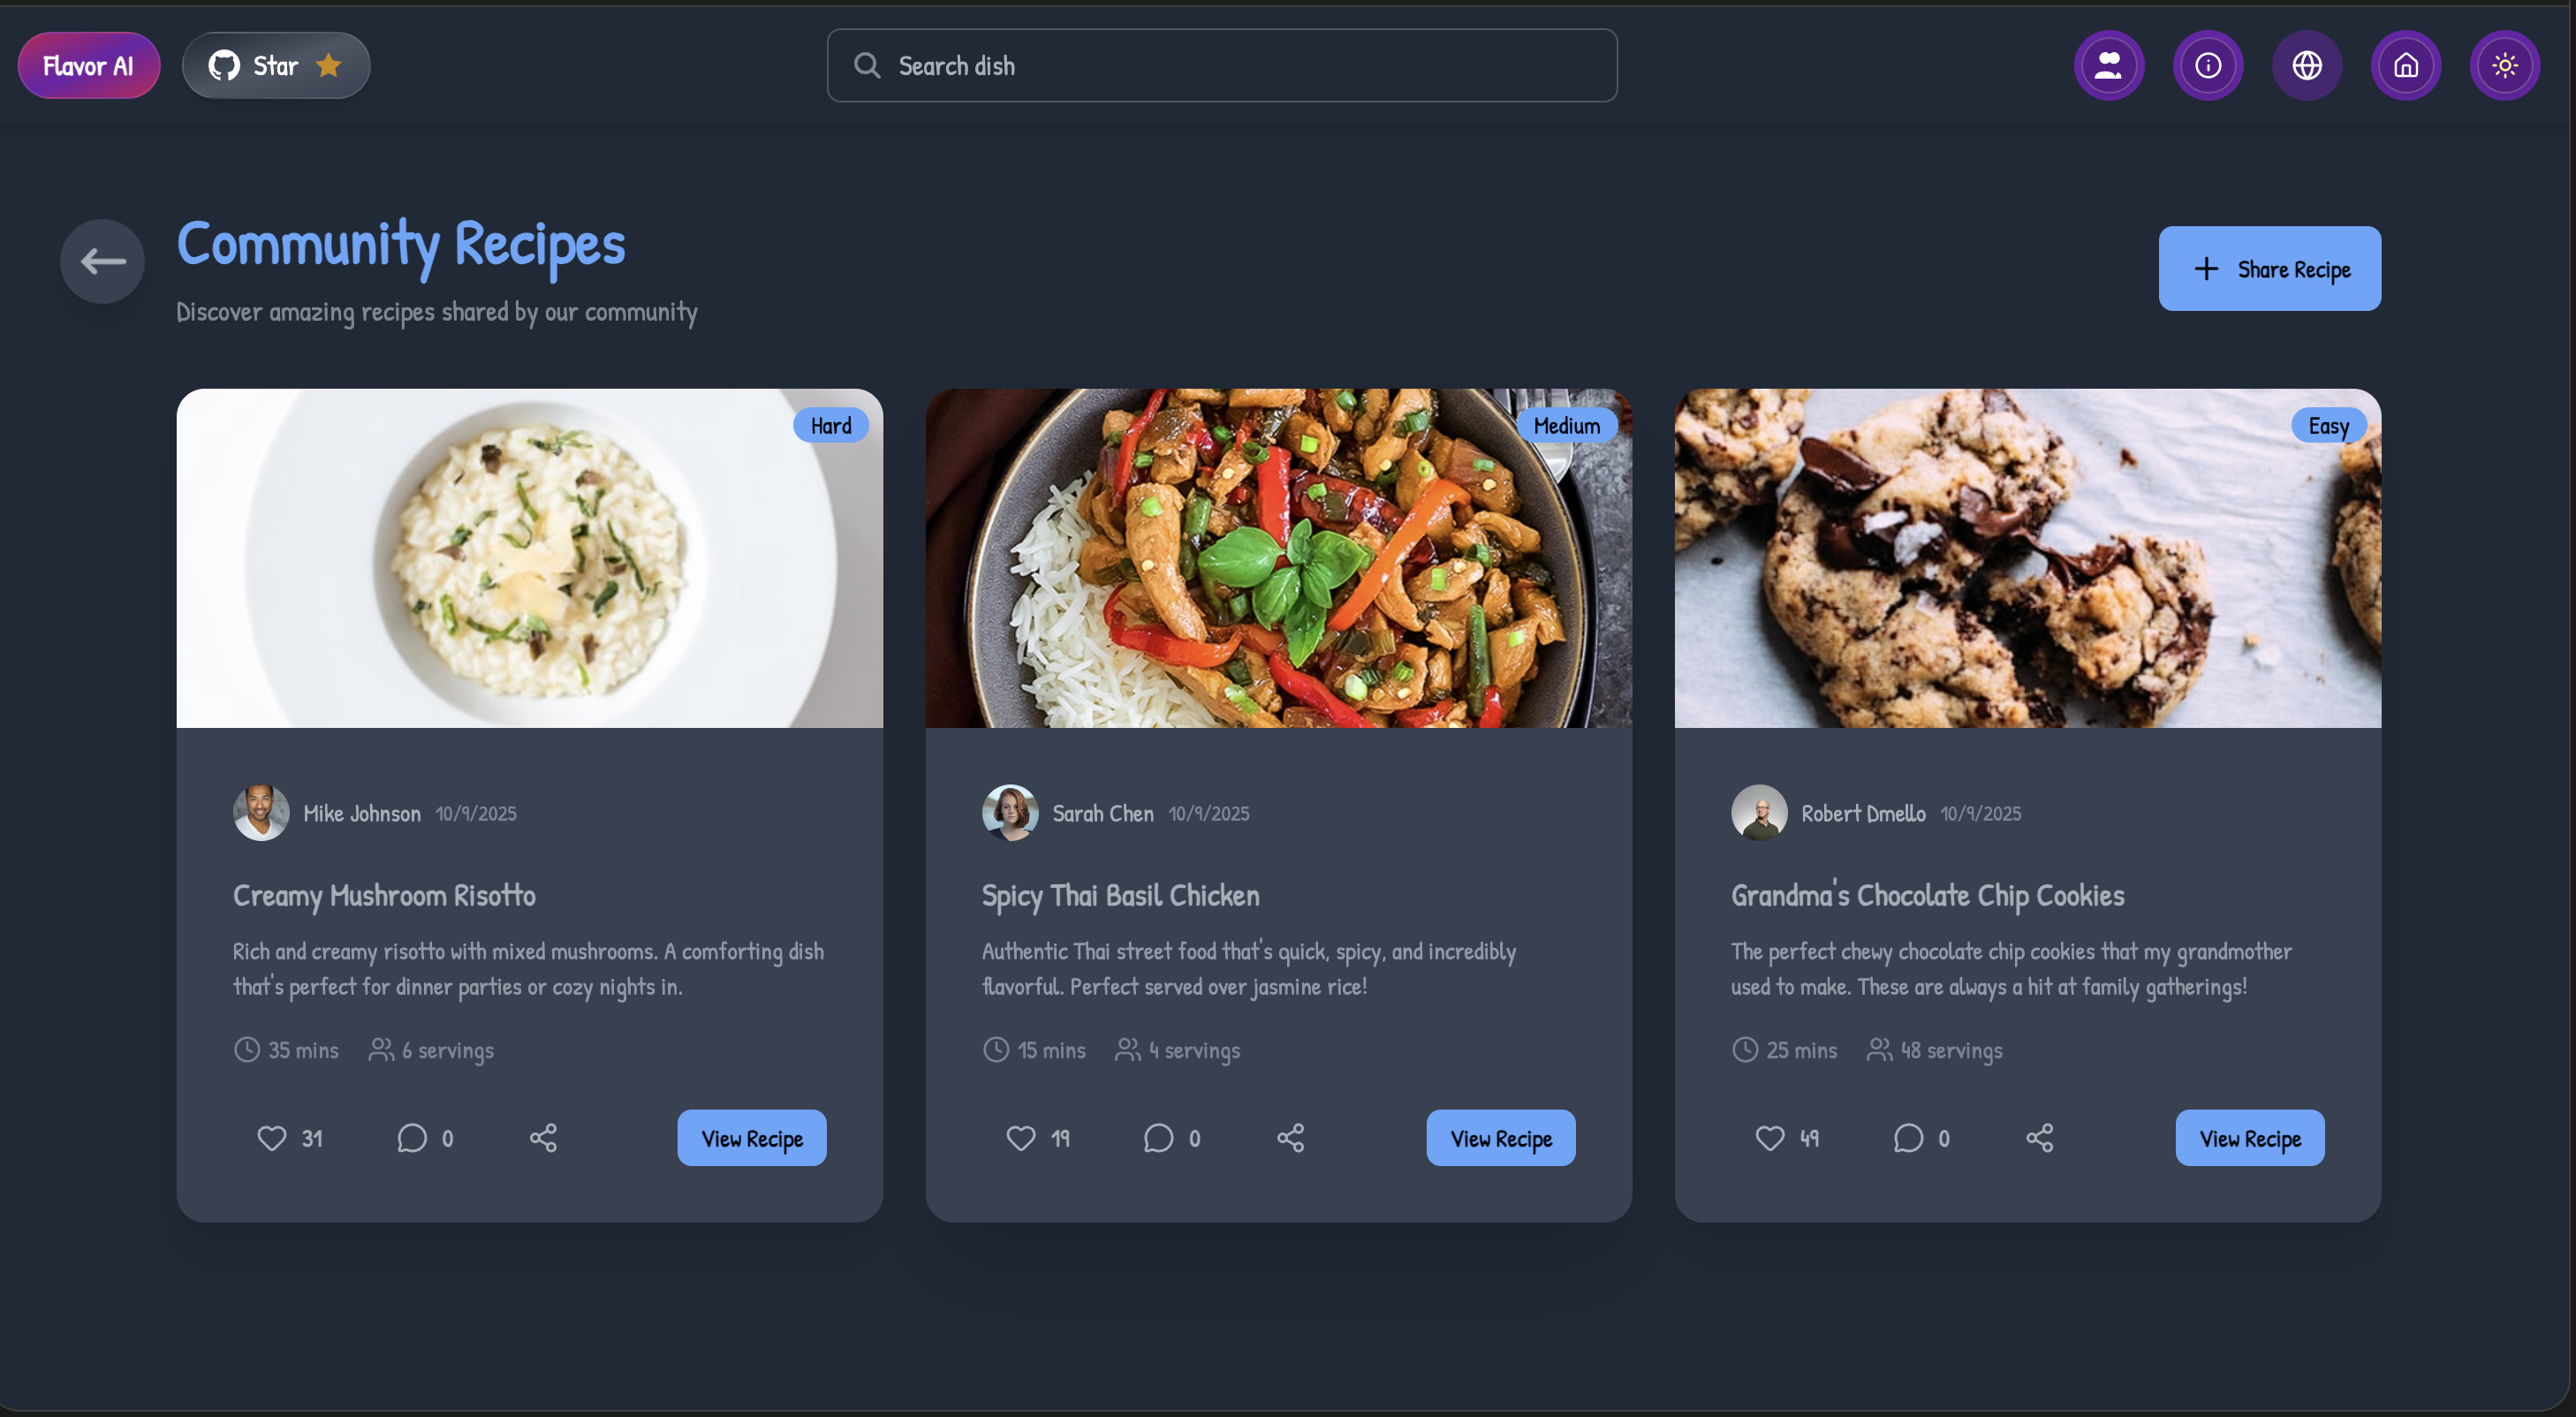 Flavor AI
Star
Search dish
Community Recipes
Discover amazing recipes shared by our community
Share Recipe
Hard
Mike Johnson 10/9/2025
Creamy Mushroom Risotto
Rich and creamy risotto with mixed mushrooms. A comforting dish
that's perfect for dinner parties or cozy nights in.
35 mins 6 servings
31 0 View Recipe
Medium
Sarah Chen 10/9/2025
Spicy Thai Basil Chicken
Authentic Thai street food that's quick, spicy, and incredibly
flavorful. Perfect served over jasmine rice!
15 mins 4 servings
19 0 View Recipe
Easy
Robert Dmello 10/9/2025
Grandma's Chocolate Chip Cookies
The perfect chewy chocolate chip cookies that my grandmother
used to make. These are always a hit at family gatherings!
25 mins 48 servings
49 0 View Recipe